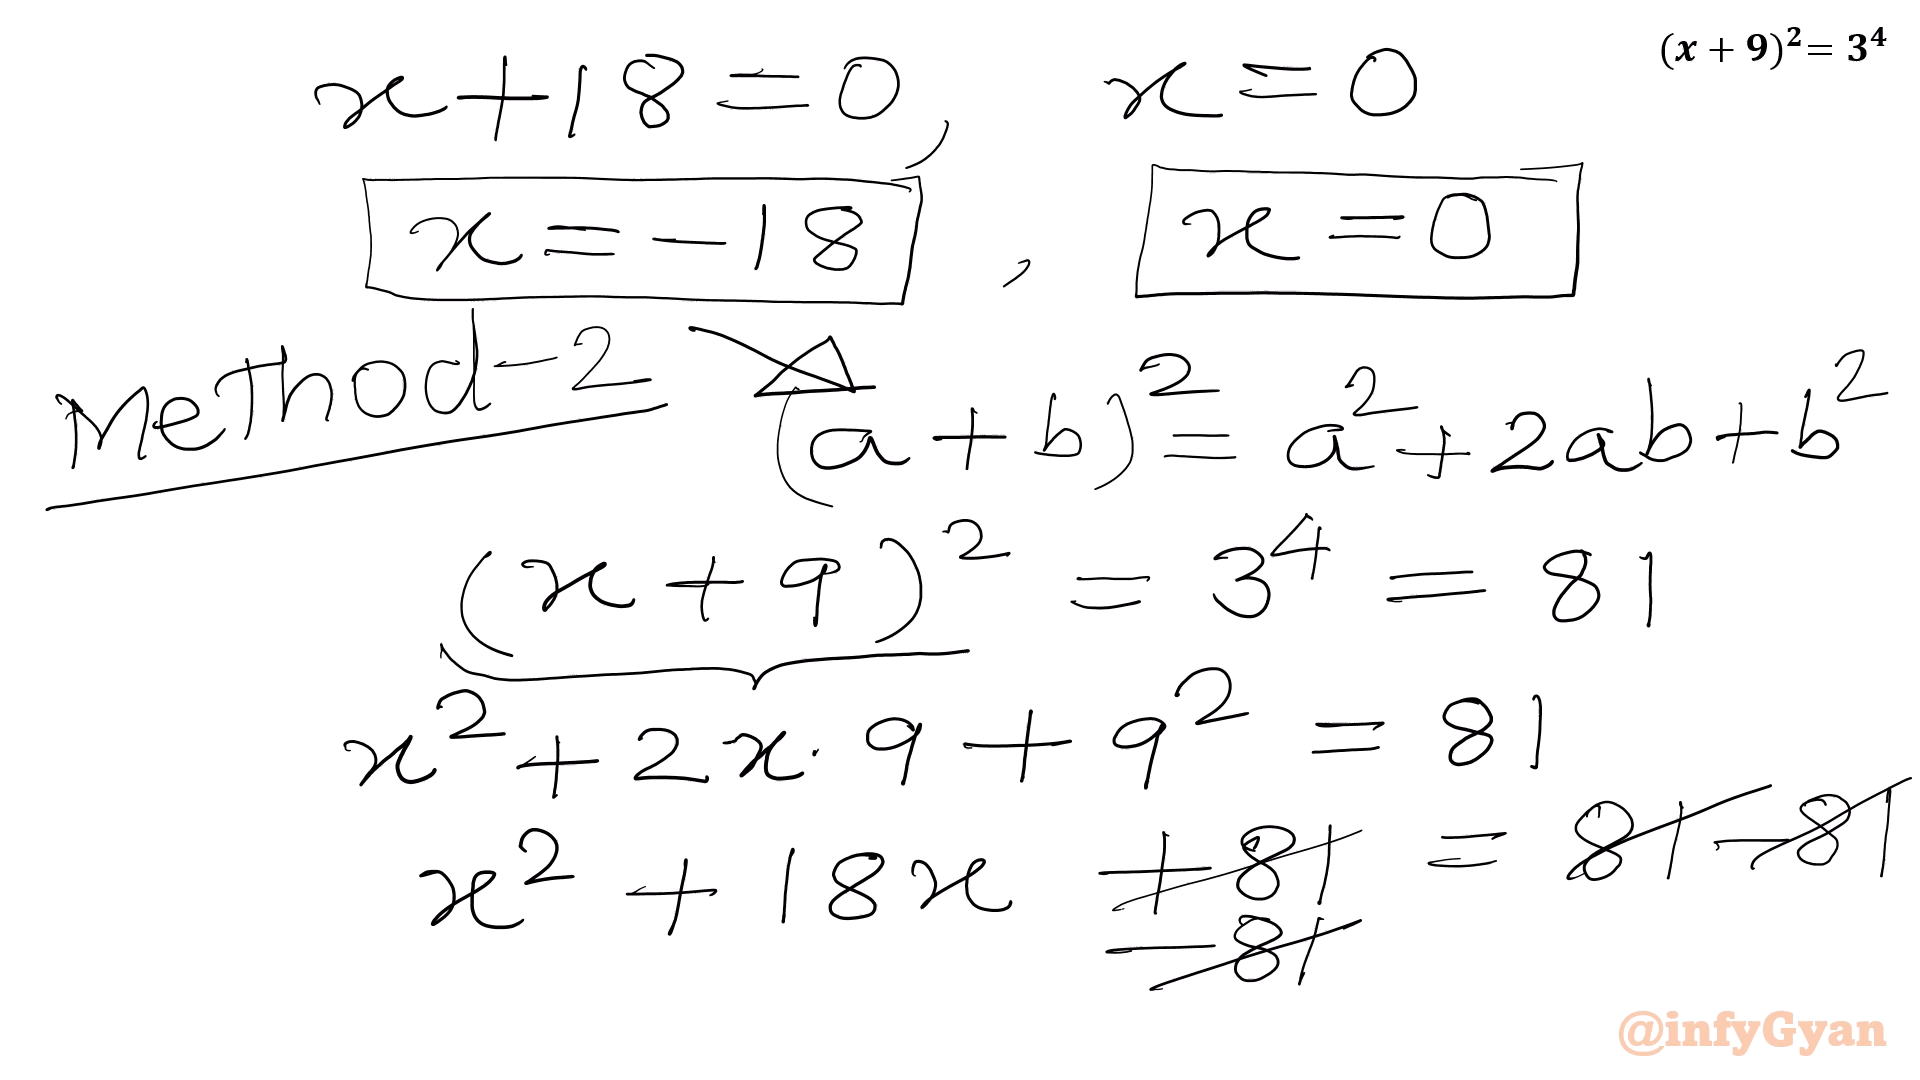 (x + 9)² = 3⁴
x + 18 = 0, x = 0
x = -18, x = 0
Method-2 (a + b)² = a² + 2ab + b²
(x + 9)² = 3⁴ = 81
x² + 2x · 9 + 9² = 81
x² + 18x + 81 = 81 - 81
- 81
@infyGyan